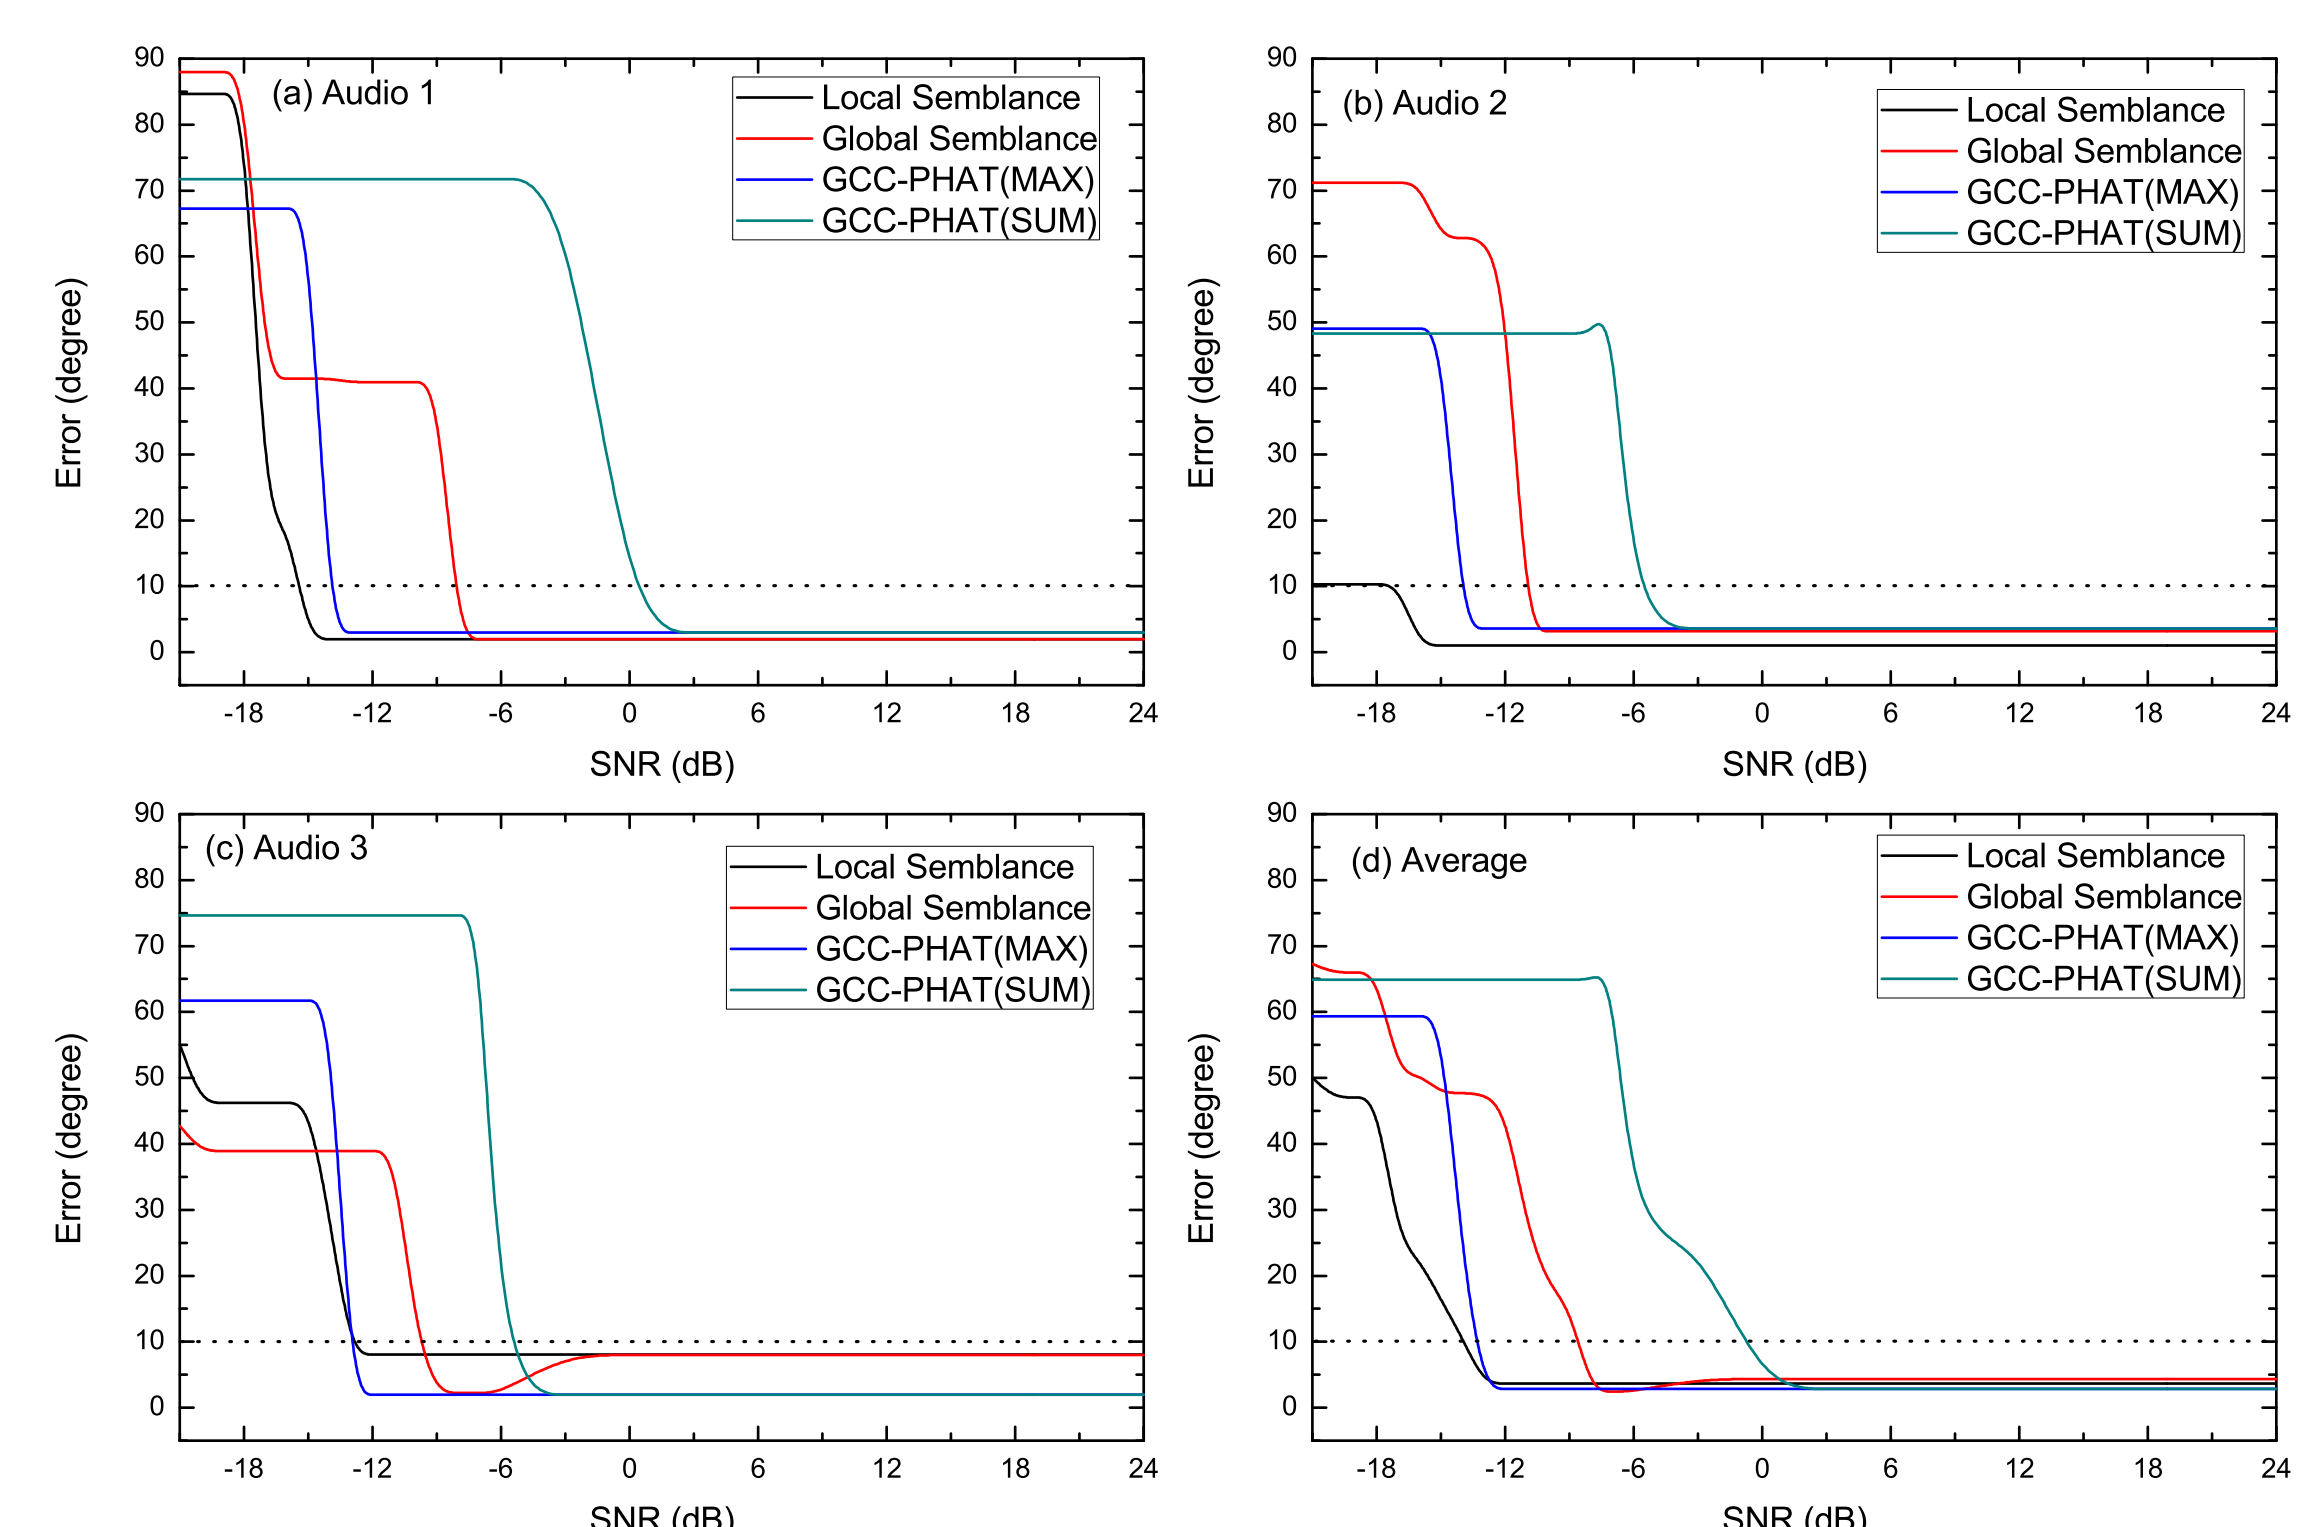 (a) Audio 1
Local Semblance
Global Semblance
GCC-PHAT(MAX)
GCC-PHAT(SUM)
Error (degree)
90
80
70
60
50
40
30
20
10
0
-18 -12 -6 0 6 12 18 24
SNR (dB)
(b) Audio 2
Local Semblance
Global Semblance
GCC-PHAT(MAX)
GCC-PHAT(SUM)
Error (degree)
90
80
70
60
50
40
30
20
10
0
-18 -12 -6 0 6 12 18 24
SNR (dB)
(c) Audio 3
Local Semblance
Global Semblance
GCC-PHAT(MAX)
GCC-PHAT(SUM)
Error (degree)
90
80
70
60
50
40
30
20
10
0
-18 -12 -6 0 6 12 18 24
SNR (dB)
(d) Average
Local Semblance
Global Semblance
GCC-PHAT(MAX)
GCC-PHAT(SUM)
Error (degree)
90
80
70
60
50
40
30
20
10
0
-18 -12 -6 0 6 12 18 24
SNR (dB)